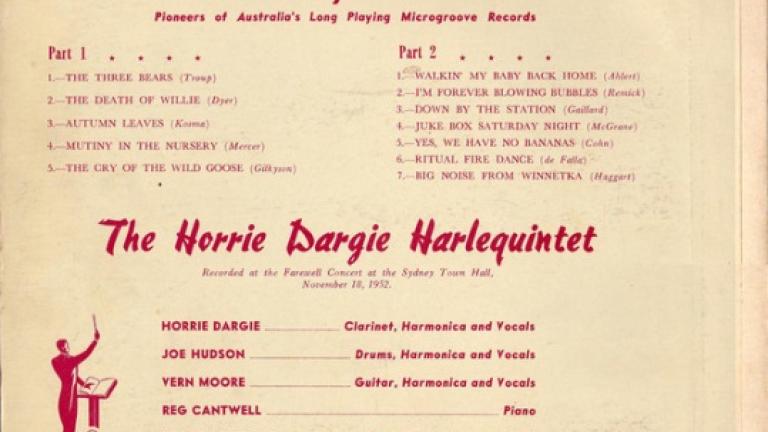 Pioneers of Australia's Long Playing Microgroove Records
Part 1
1.—THE THREE BEARS (Troup)
2.—THE DEATH OF WILLIE (Dyer)
3.—AUTUMN LEAVES (Kosma)
4.—MUTINY IN THE NURSERY (Mercer)
5.—THE CRY OF THE WILD GOOSE (Gilkyson)
Part 2
1.—WALKIN' MY BABY BACK HOME (Ahlert)
2.—I'M FOREVER BLOWING BUBBLES (Remick)
3.—DOWN BY THE STATION (Gaillard)
4.—JUKE BOX SATURDAY NIGHT (McGrane)
5.—YES, WE HAVE NO BANANAS (Cohn)
6.—RITUAL FIRE DANCE (de Falla)
7.—BIG NOISE FROM WINNETKA (Haggart)
The Horrie Dargie Harlequintet
Recorded at the Farewell Concert at the Sydney Town Hall,
November 18, 1952.
HORRIE DARGIE Clarinet, Harmonica and Vocals
JOE HUDSON Drums, Harmonica and Vocals
VERN MOORE Guitar, Harmonica and Vocals
REG CANTWELL Piano